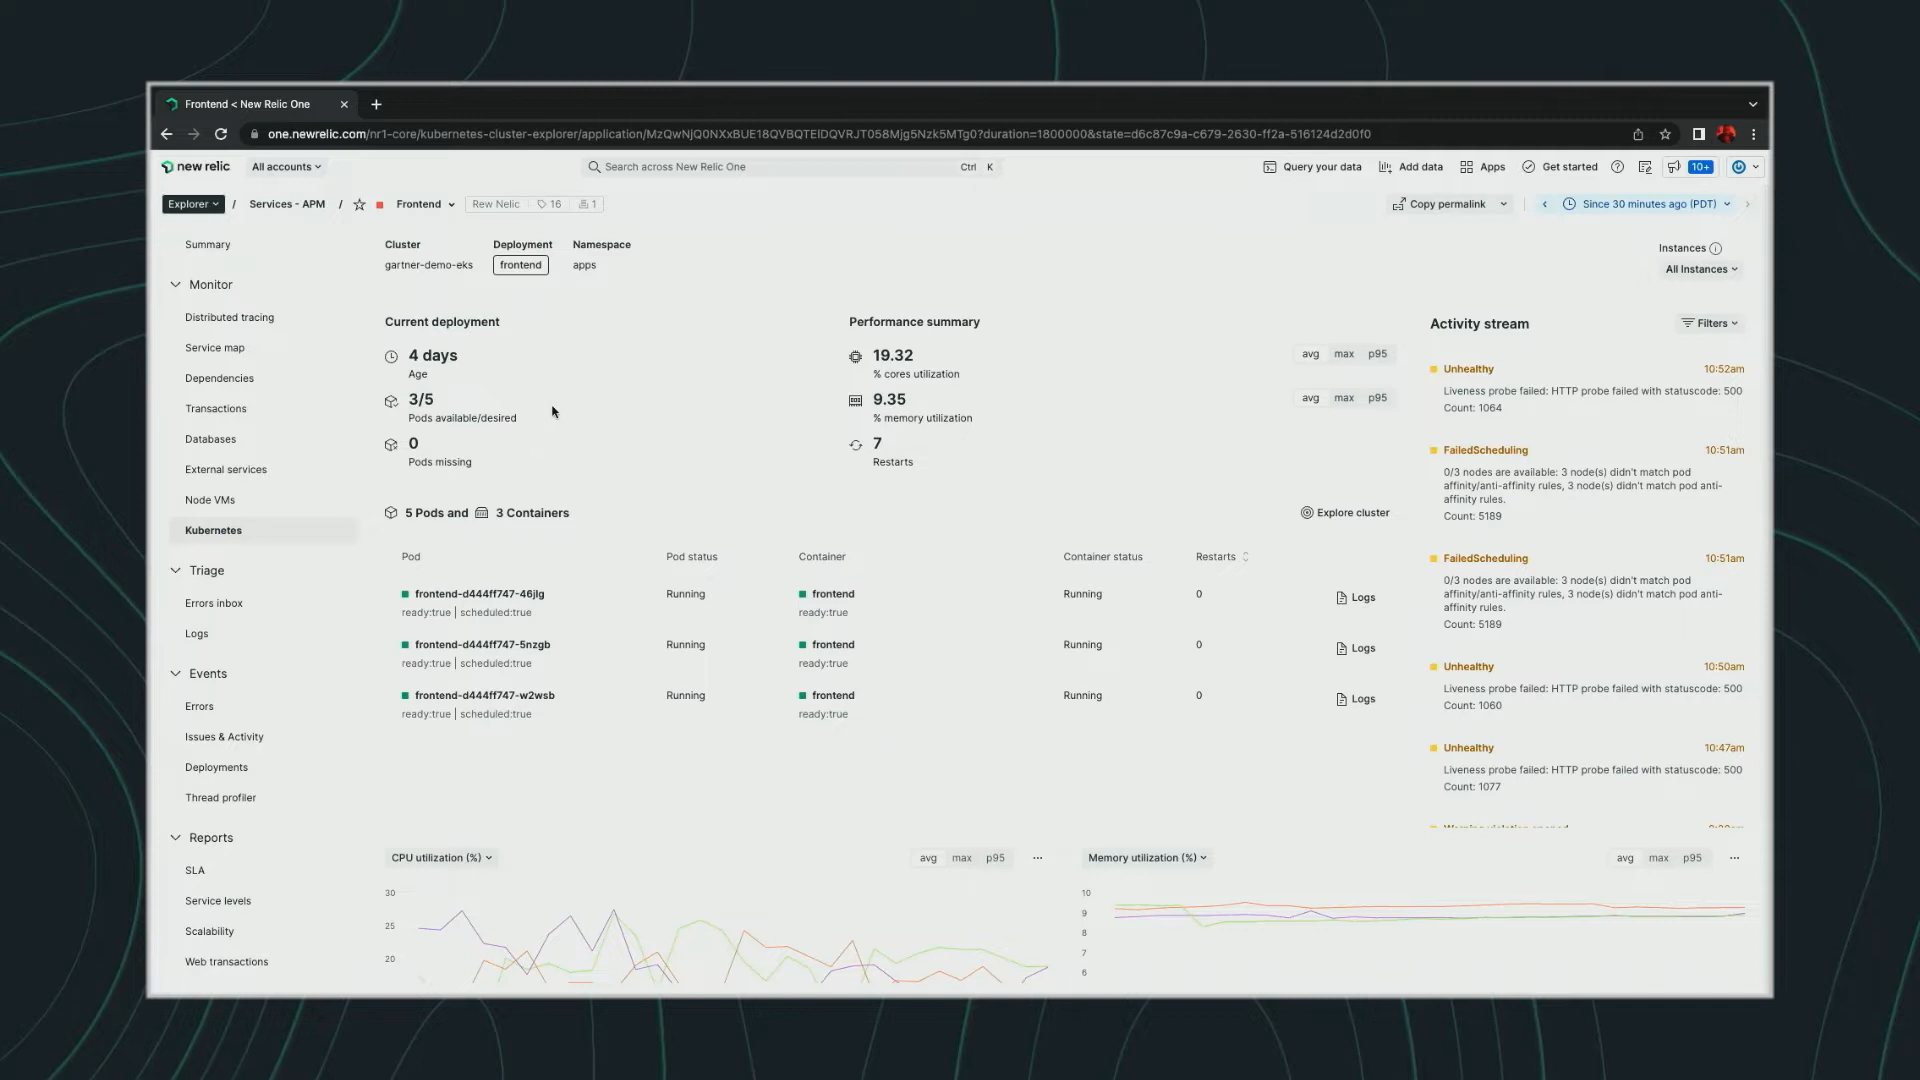 Frontend < New Relic One
one.newrelic.com/nr1-core/kubernetes-cluster-explorer/application/MzQwNjQ0NXxBUE18QVBQTElDQVRJT058Mjg5Nzk5MTg0?duration=1800000&state=d6c87c9a-c679-2630-ff2a-516124d2d0f0
new relic
All accounts
Search across New Relic One
Ctrl K
Query your data
Add data
Apps
Get started
10+
Explorer / Services - APM / Frontend
Rew Nelic 16 1
Copy permalink
Since 30 minutes ago (PDT)
Summary
Monitor
Distributed tracing
Service map
Dependencies
Transactions
Databases
External services
Node VMs
Kubernetes
Triage
Errors inbox
Logs
Events
Errors
Issues & Activity
Deployments
Thread profiler
Reports
SLA
Service levels
Scalability
Web transactions
Cluster Deployment Namespace
gartner-demo-eks frontend apps
Instances
All Instances
Current deployment
4 days
Age
3/5
Pods available/desired
0
Pods missing
Performance summary
19.32
% cores utilization
avg max p95
9.35
% memory utilization
avg max p95
7
Restarts
5 Pods and 3 Containers
Explore cluster
Pod Pod status Container Container status Restarts
frontend-d444ff747-46jlg Running frontend Running 0 Logs
ready:true | scheduled:true ready:true
frontend-d444ff747-5nzgb Running frontend Running 0 Logs
ready:true | scheduled:true ready:true
frontend-d444ff747-w2wsb Running frontend Running 0 Logs
ready:true | scheduled:true ready:true
Activity stream
Filters
Unhealthy 10:52am
Liveness probe failed: HTTP probe failed with statuscode: 500
Count: 1064
FailedScheduling 10:51am
0/3 nodes are available: 3 node(s) didn't match pod
affinity/anti-affinity rules, 3 node(s) didn't match pod anti-
affinity rules.
Count: 5189
FailedScheduling 10:51am
0/3 nodes are available: 3 node(s) didn't match pod
affinity/anti-affinity rules, 3 node(s) didn't match pod anti-
affinity rules.
Count: 5189
Unhealthy 10:50am
Liveness probe failed: HTTP probe failed with statuscode: 500
Count: 1060
Unhealthy 10:47am
Liveness probe failed: HTTP probe failed with statuscode: 500
Count: 1077
CPU utilization (%)
avg max p95
30
25
20
Memory utilization (%)
avg max p95
10
9
8
7
6